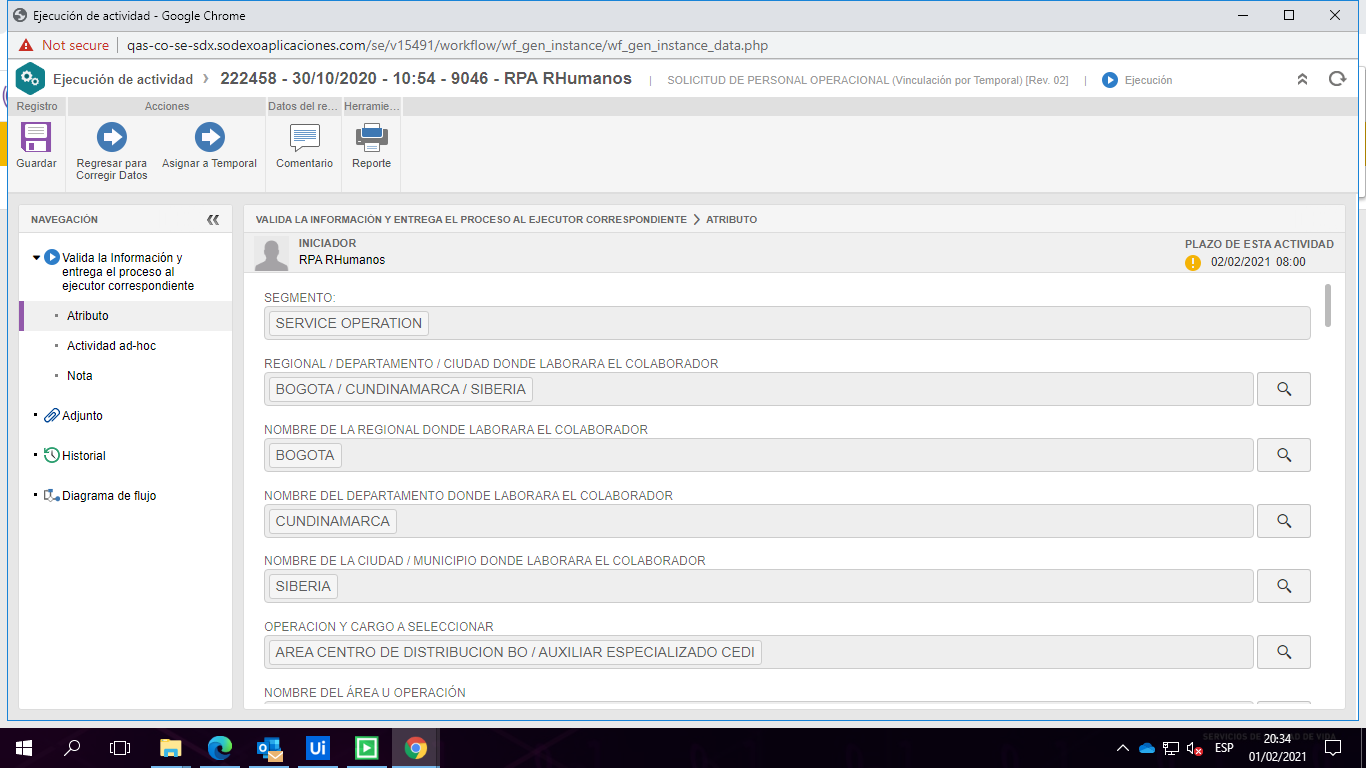 Ejecución de actividad - Google Chrome
Not secure
qas-co-se-sdx.sodexoaplicaciones.com/se/v15491/workflow/wf_gen_instance/wf_gen_instance_data.php
Ejecución de actividad
222458 - 30/10/2020 - 10:54 - 9046 - RPA RHumanos
SOLICITUD DE PERSONAL OPERACIONAL (Vinculación por Temporal) [Rev. 02]
Ejecución
Registro
Acciones
Datos del re...
Herramie...
Guardar
Regresar para
Corregir Datos
Asignar a Temporal
Comentario
Reporte
NAVEGACIÓN
Valida la Información y
entrega el proceso al
ejecutor correspondiente
Atributo
Actividad ad-hoc
Nota
Adjunto
Historial
Diagrama de flujo
VALIDA LA INFORMACIÓN Y ENTREGA EL PROCESO AL EJECUTOR CORRESPONDIENTE > ATRIBUTO
INICIADOR
RPA RHumanos
PLAZO DE ESTA ACTIVIDAD
02/02/2021 08:00
SEGMENTO:
SERVICE OPERATION
REGIONAL / DEPARTAMENTO / CIUDAD DONDE LABORARA EL COLABORADOR
BOGOTA / CUNDINAMARCA / SIBERIA
NOMBRE DE LA REGIONAL DONDE LABORARA EL COLABORADOR
BOGOTA
NOMBRE DEL DEPARTAMENTO DONDE LABORARA EL COLABORADOR
CUNDINAMARCA
NOMBRE DE LA CIUDAD / MUNICIPIO DONDE LABORARA EL COLABORADOR
SIBERIA
OPERACION Y CARGO A SELECCIONAR
AREA CENTRO DE DISTRIBUCION BO / AUXILIAR ESPECIALIZADO CEDI
NOMBRE DEL ÁREA U OPERACIÓN
Ui
ESP
SERVICIOS DE CALIDAD DE VIDA
20:34
01/02/2021